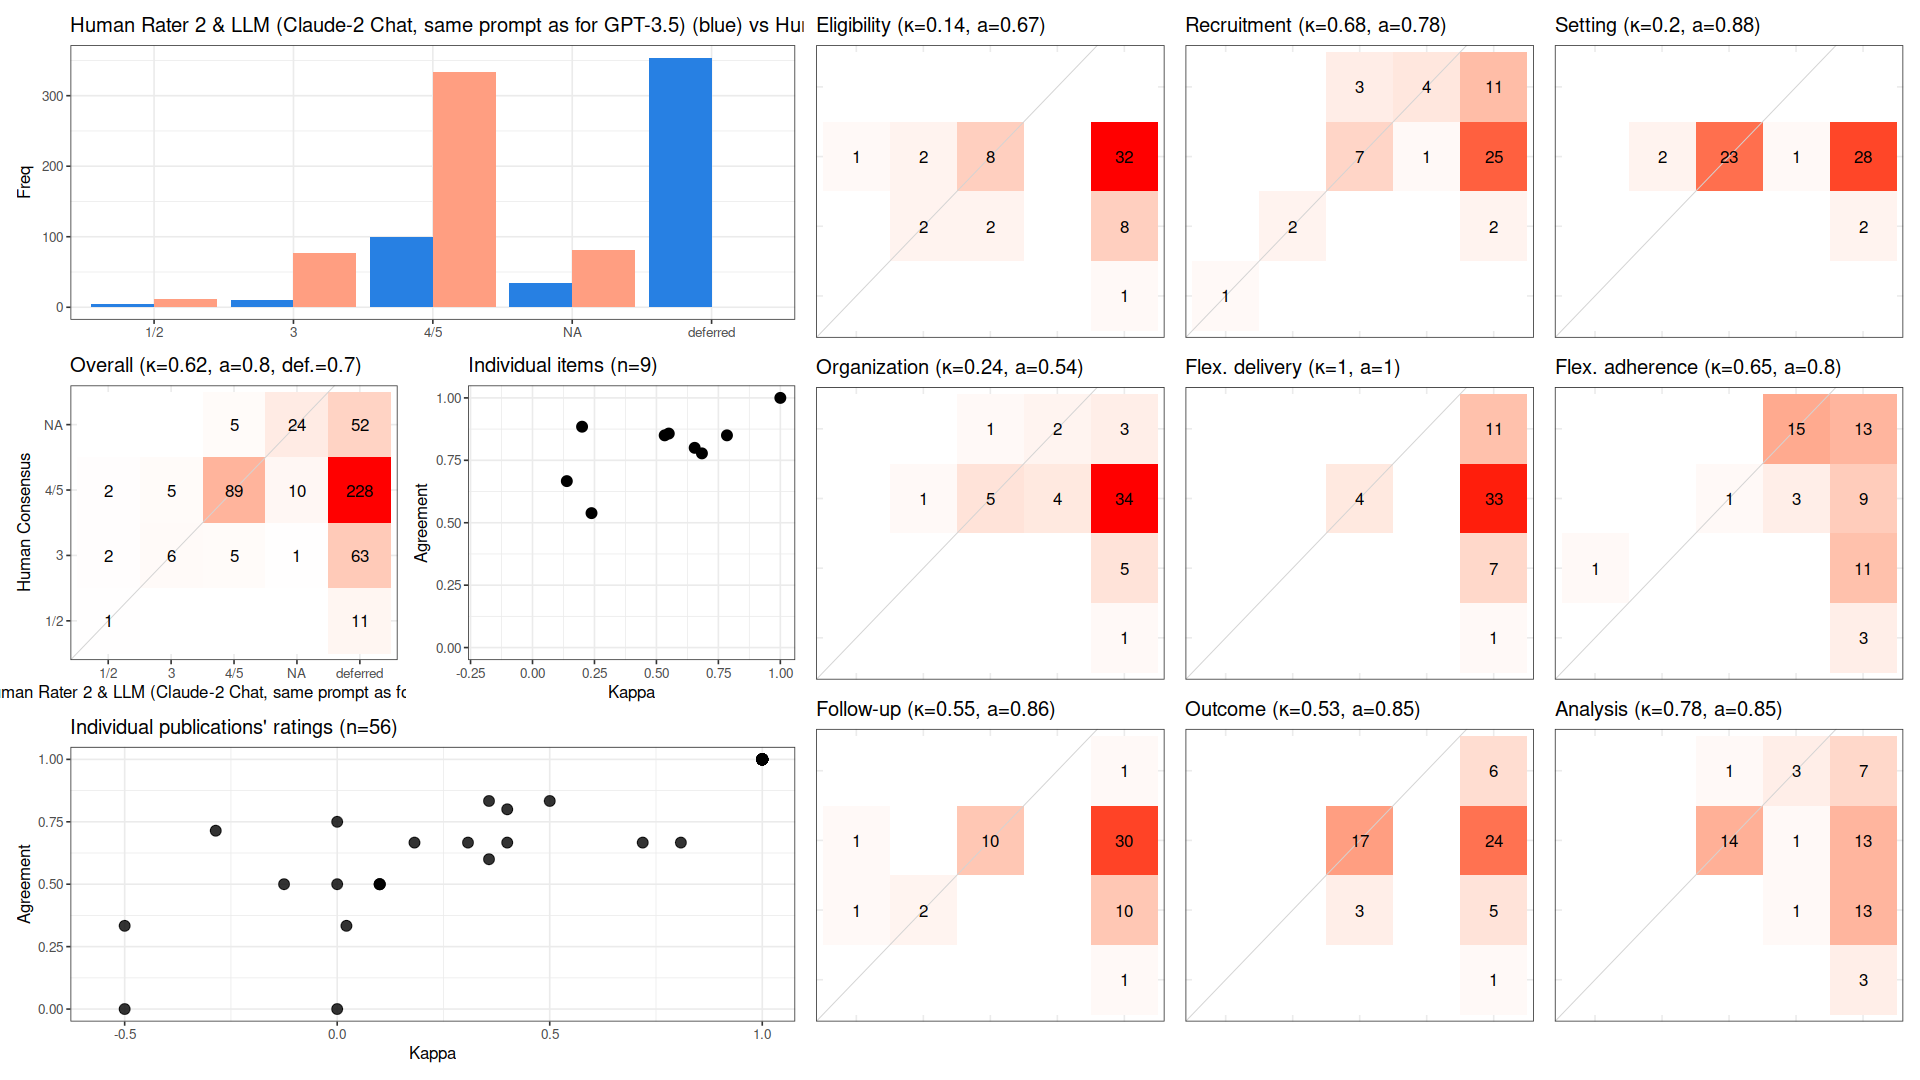 Human Rater 2 & LLM (Claude-2 Chat, same prompt as for GPT-3.5) (blue) vs
Freq
300
200
100
0
1/2 3 4/5 NA deferred
Overall (κ=0.62, a=0.8, def.=0.7)
Human Consensus
NA 5 24 52
4/5 2 5 89 10 228
3 2 6 5 1 63
1/2 1 11
1/2 3 4/5 NA deferred
Rater 2 & LLM (Claude-2 Chat, same prompt as
Individual items (n=9)
Agreement
1.00
0.75
0.50
0.25
0.00
-0.25 0.00 0.25 0.50 0.75 1.00
Kappa
Individual publications' ratings (n=56)
Agreement
1.00
0.75
0.50
0.25
0.00
-0.5 0.0 0.5 1.0
Kappa
Eligibility (κ=0.14, a=0.67)
1 2 8 32
2 2 8
1
Recruitment (κ=0.68, a=0.78)
3 4 11
7 1 25
2 2
1
Setting (κ=0.2, a=0.88)
2 23 1 28
2
Organization (κ=0.24, a=0.54)
1 2 3
1 5 4 34
5
1
Flex. delivery (κ=1, a=1)
11
4 33
7
1
Flex. adherence (κ=0.65, a=0.8)
15 13
1 3 9
1 11
3
Follow-up (κ=0.55, a=0.86)
1
1 10 30
1 2 10
1
Outcome (κ=0.53, a=0.85)
6
17 24
3 5
1
Analysis (κ=0.78, a=0.85)
1 3 7
14 1 13
1 13
3